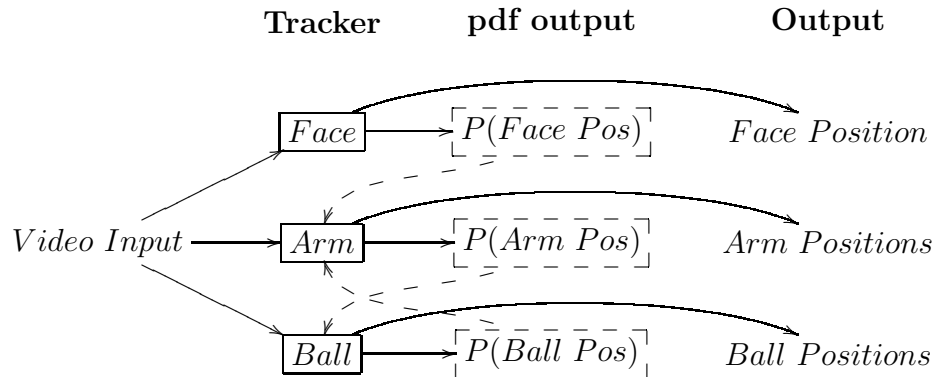 Tracker pdf output Output
Face P(Face Pos) Face Position
Video Input Arm P(Arm Pos) Arm Positions
Ball P(Ball Pos) Ball Positions